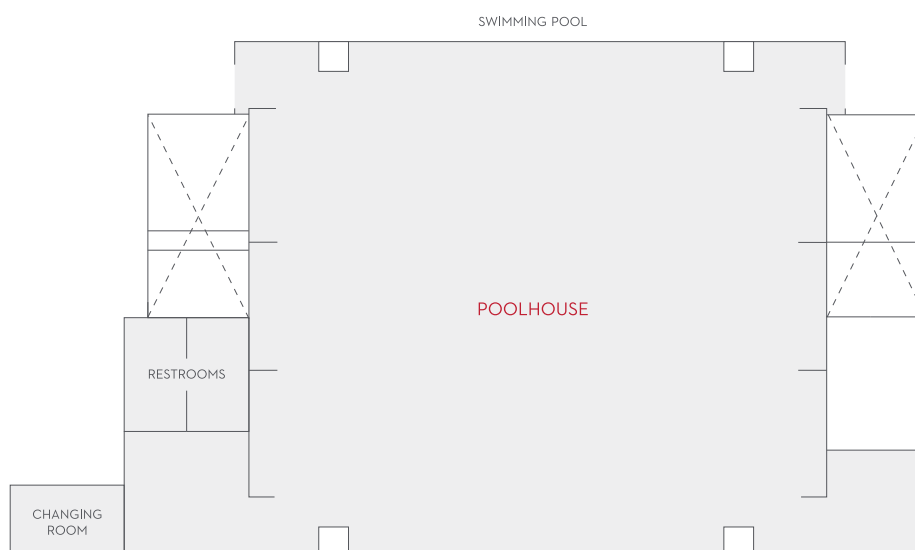 SWIMMING POOL
POOLHOUSE
RESTROOMS
CHANGING
ROOM